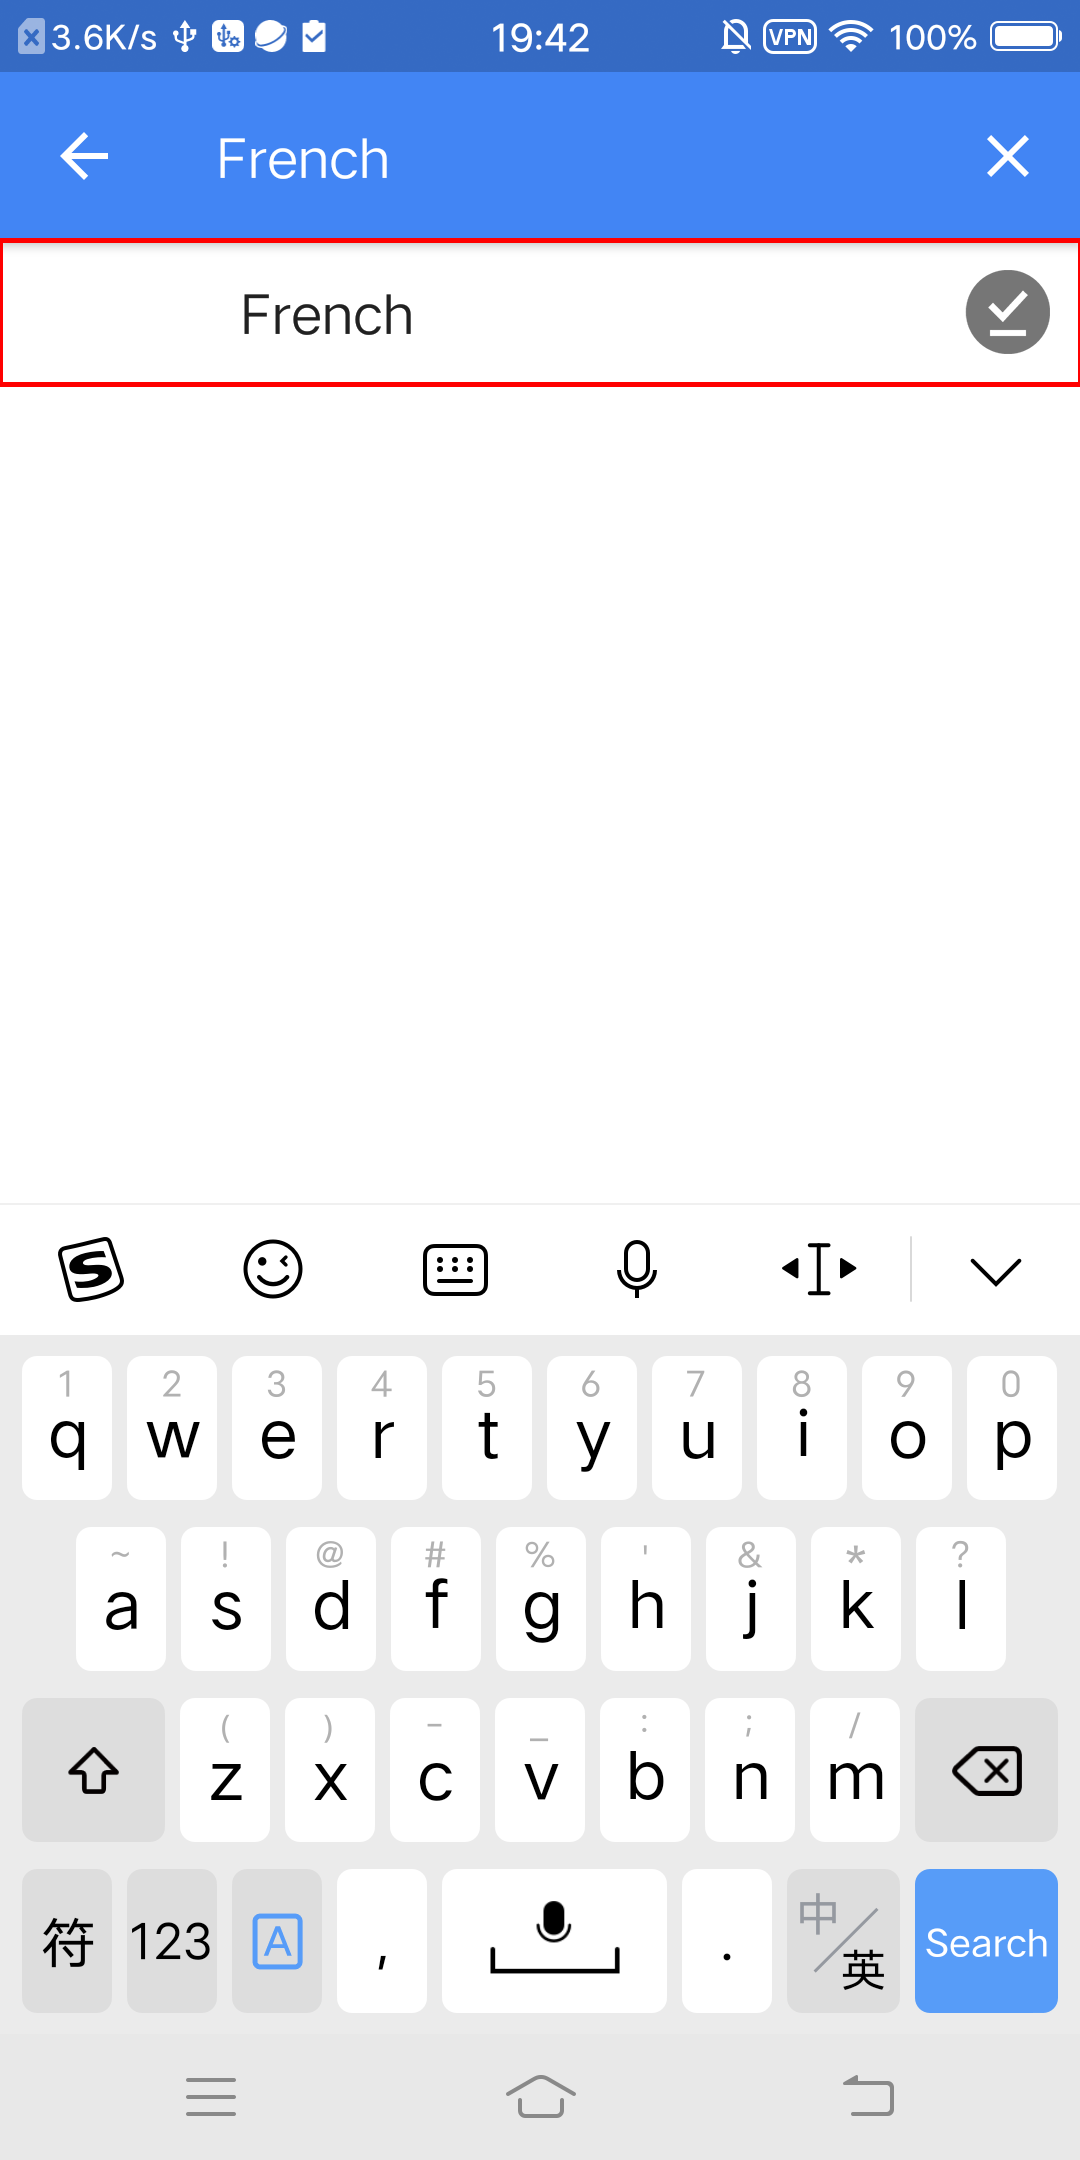 3.6K/s 19:42 VPN 100%
French
French
1 2 3 4 5 6 7 8 9 0
q w e r t y u i o p
~ ! @ # % ' & * ?
a s d f g h j k l
( ) - _ : ; /
z x c v b n m
符 123 A , . 中/英 Search